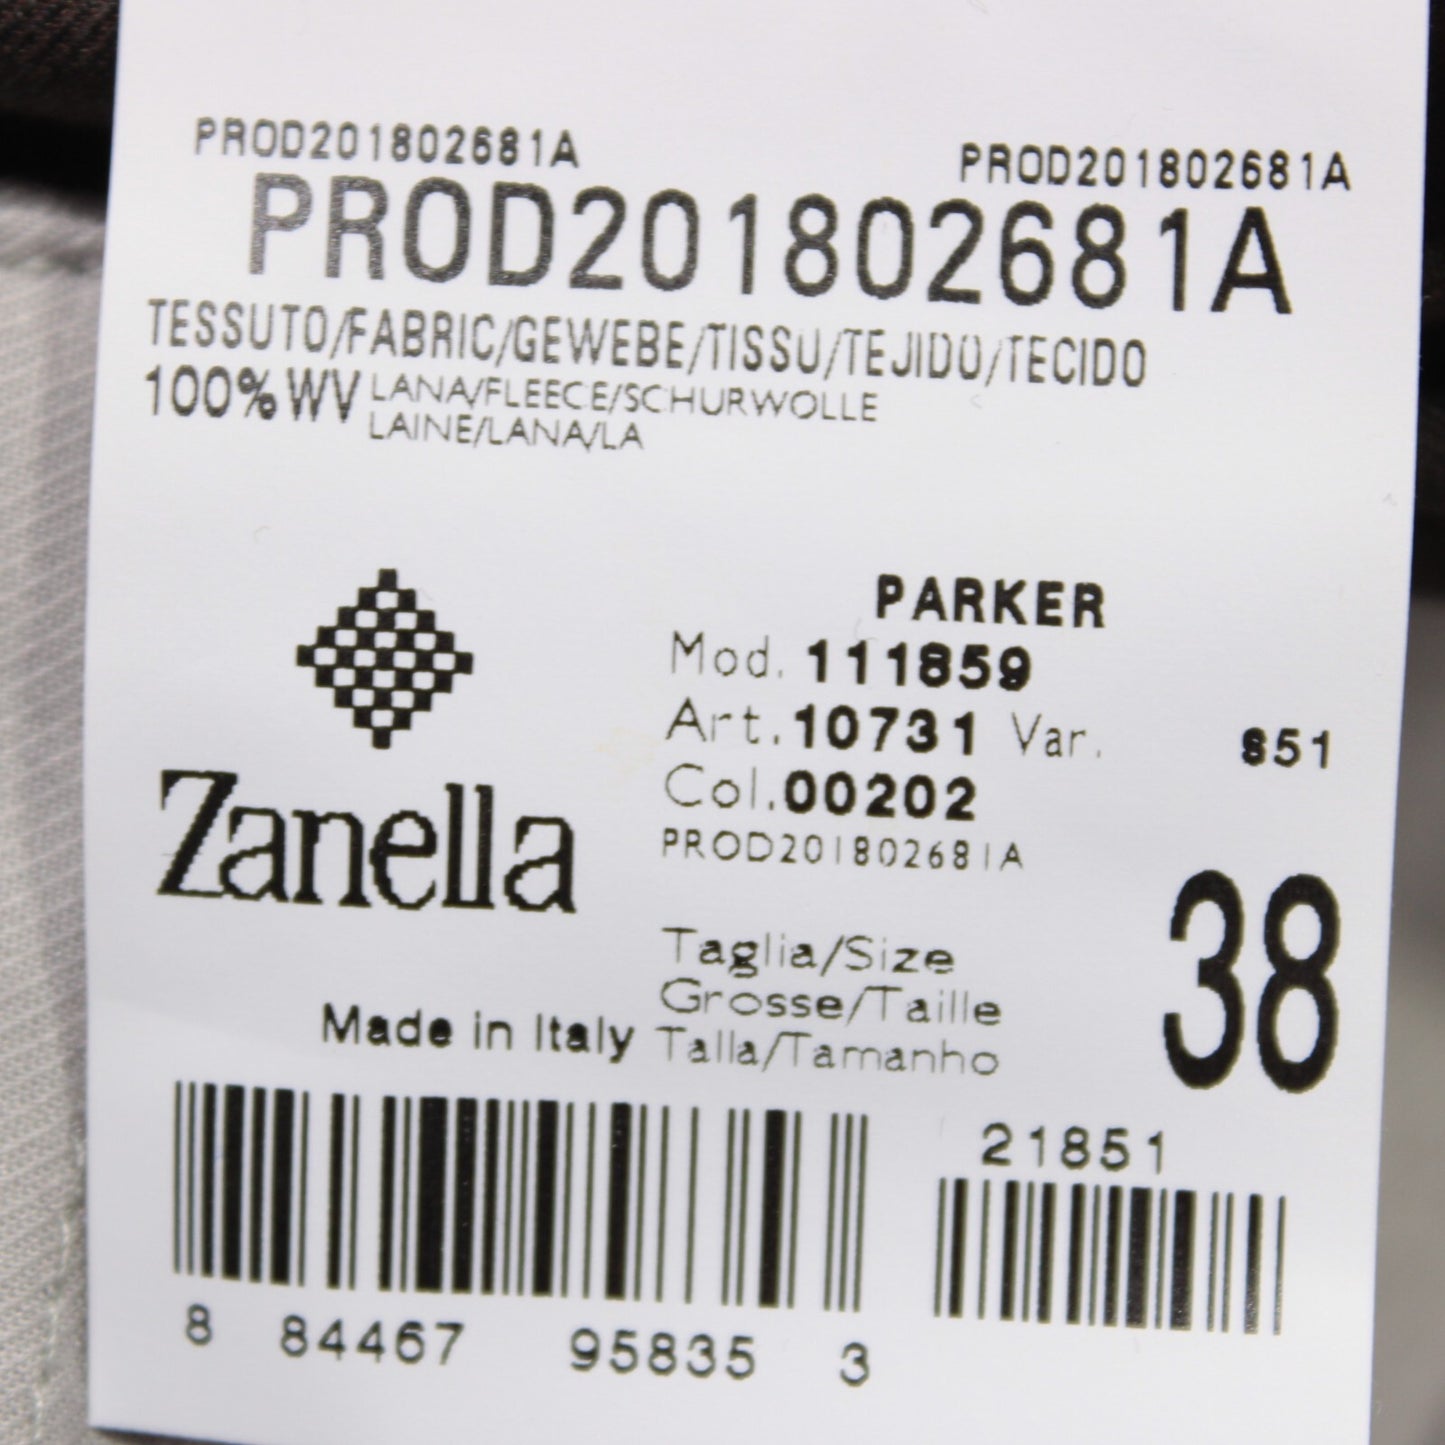 PROD201802681A
PROD201802681A
PROD201802681A
TESSUTO/FABRIC/GEWEBE/TISSU/TEJIDO/TECIDO
100% WV LANA/FLEECE/SCHURWOLLE
LAINE/LANA/LA
PARKER
Mod. 111859
Art. 10731 Var. S51
Col. 00202
PROD201802681A
Zanella
Taglia/Size
Grosse/Taille
Talla/Tamanho
38
Made in Italy
21851
8 84467 95835 3